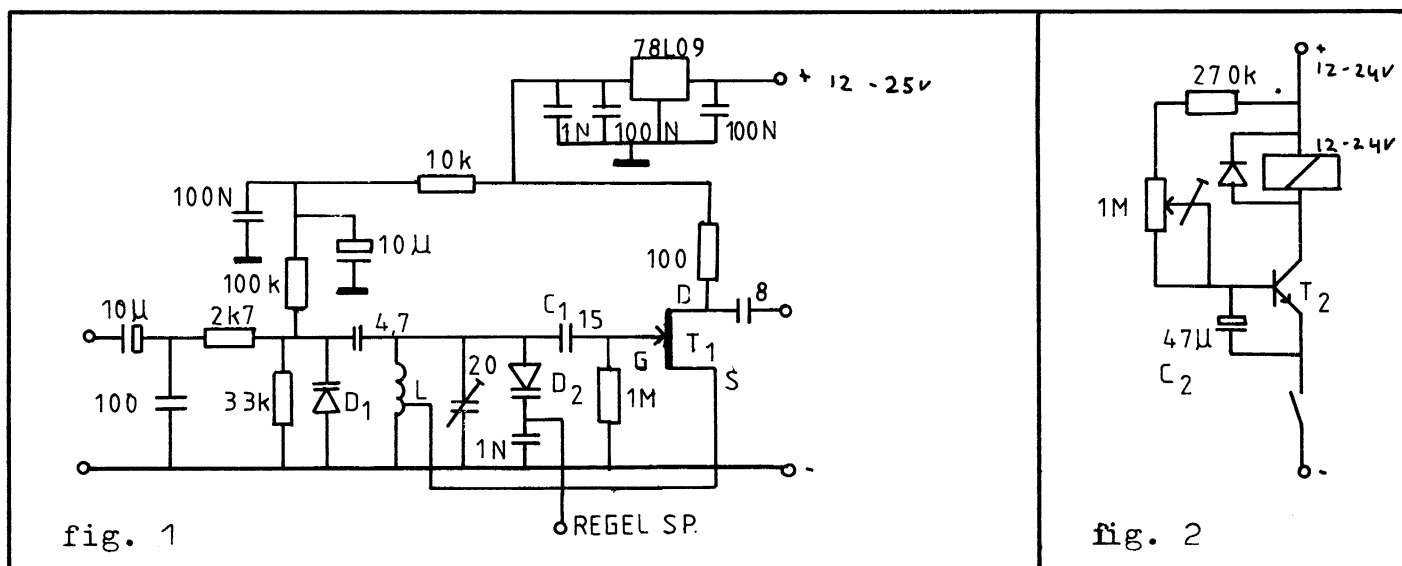 78L09
+ 12 - 25V
1N
100N
100N
10k
100N
10µ
100k
100
10µ
2k7
4,7
C1
15
D
8
T1
G
S
100
33k
D1
L
20
D2
1M
1N
-
REGEL SP.
fig. 1
+
12-24V
270k
12-24V
1M
T2
47µ
C2
-
fig. 2